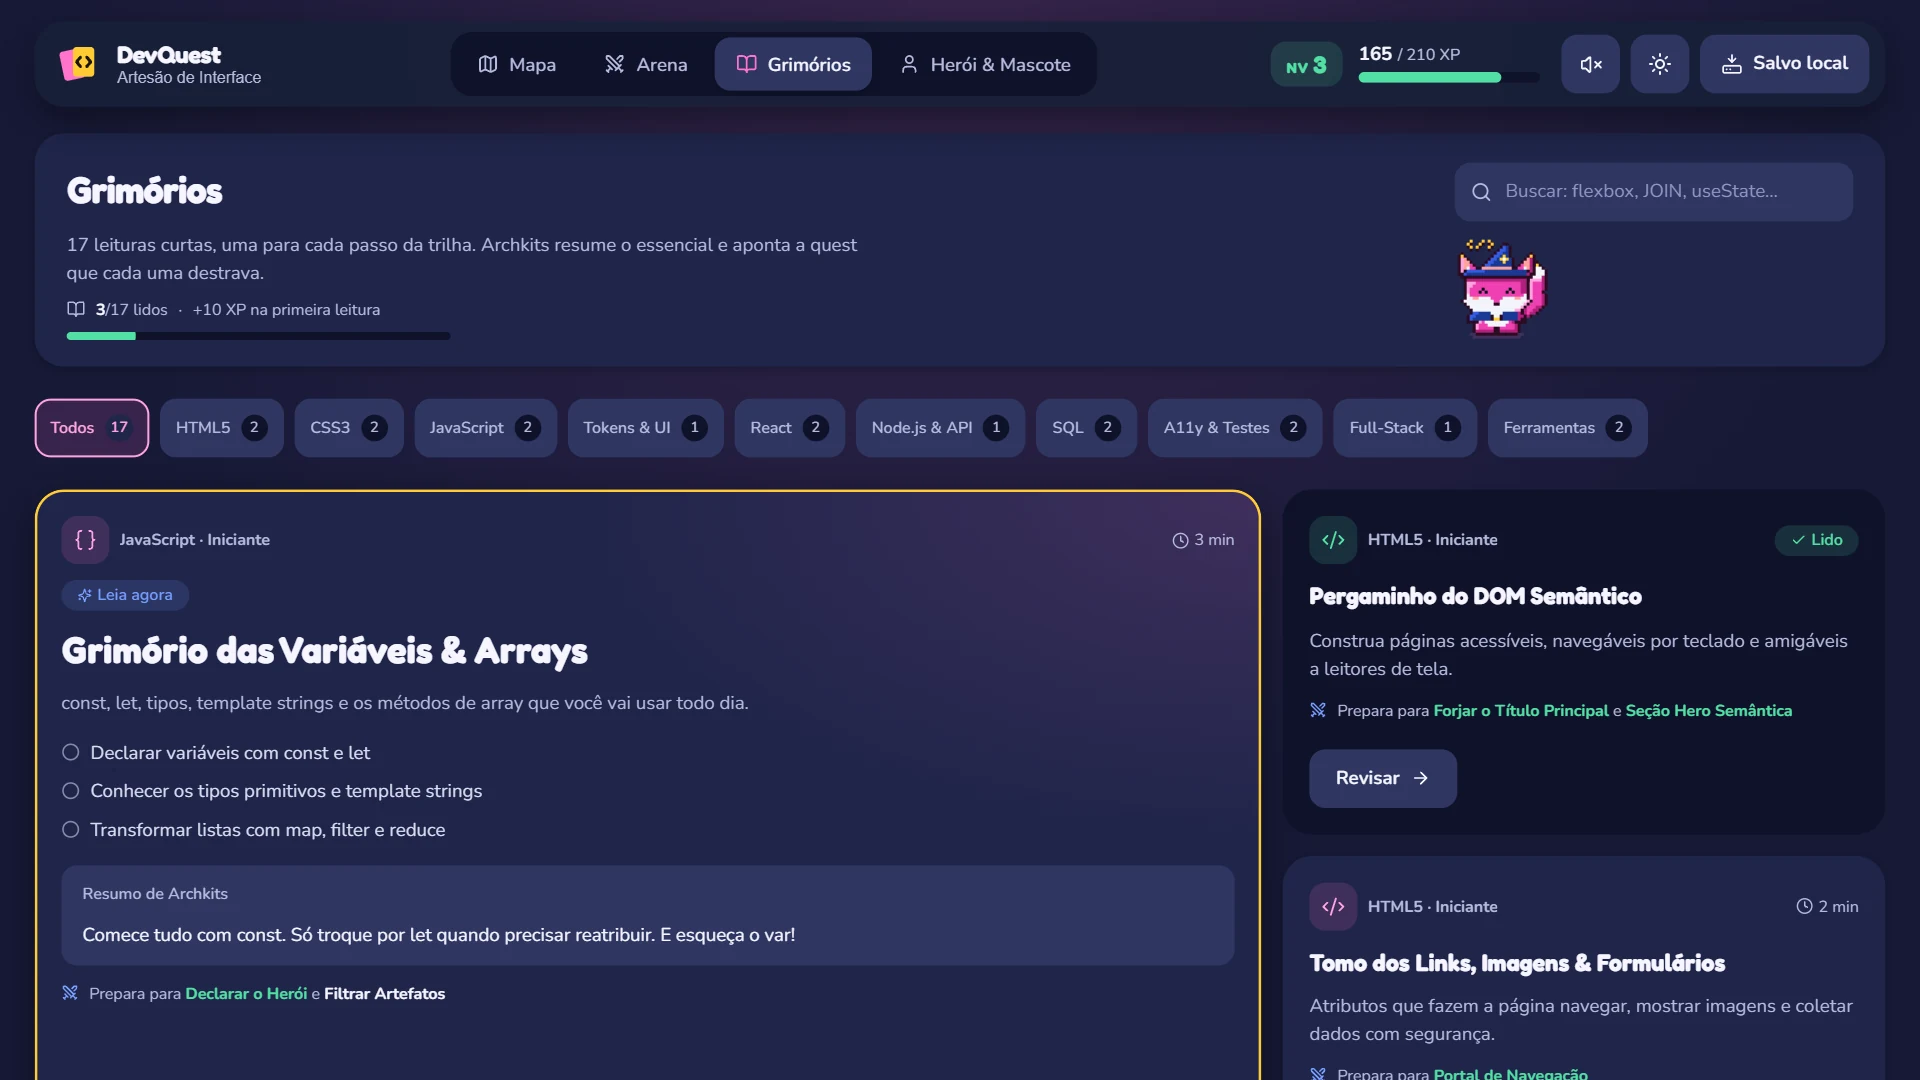 DevQuest
Artesão de Interface
Mapa
Arena
Grimórios
Herói & Mascote
NV 3
165 / 210 XP
Salvo local
Grimórios
Buscar: flexbox, JOIN, useState...
17 leituras curtas, uma para cada passo da trilha. Archkits resume o essencial e aponta a quest
que cada uma destrava.
3/17 lidos · +10 XP na primeira leitura
Todos 17
HTML5 2
CSS3 2
JavaScript 2
Tokens & UI 1
React 2
Node.js & API 1
SQL 2
A11y & Testes 2
Full-Stack 1
Ferramentas 2
JavaScript · Iniciante
3 min
Leia agora
Grimório das Variáveis & Arrays
const, let, tipos, template strings e os métodos de array que você vai usar todo dia.
Declarar variáveis com const e let
Conhecer os tipos primitivos e template strings
Transformar listas com map, filter e reduce
Resumo de Archkits
Comece tudo com const. Só troque por let quando precisar reatribuir. E esqueça o var!
Prepara para Declarar o Herói e Filtrar Artefatos
HTML5 · Iniciante
Lido
Pergaminho do DOM Semântico
Construa páginas acessíveis, navegáveis por teclado e amigáveis
a leitores de tela.
Prepara para Forjar o Título Principal e Seção Hero Semântica
Revisar
HTML5 · Iniciante
2 min
Tomo dos Links, Imagens & Formulários
Atributos que fazem a página navegar, mostrar imagens e coletar
dados com segurança.
Prepara para Portal de Navegação